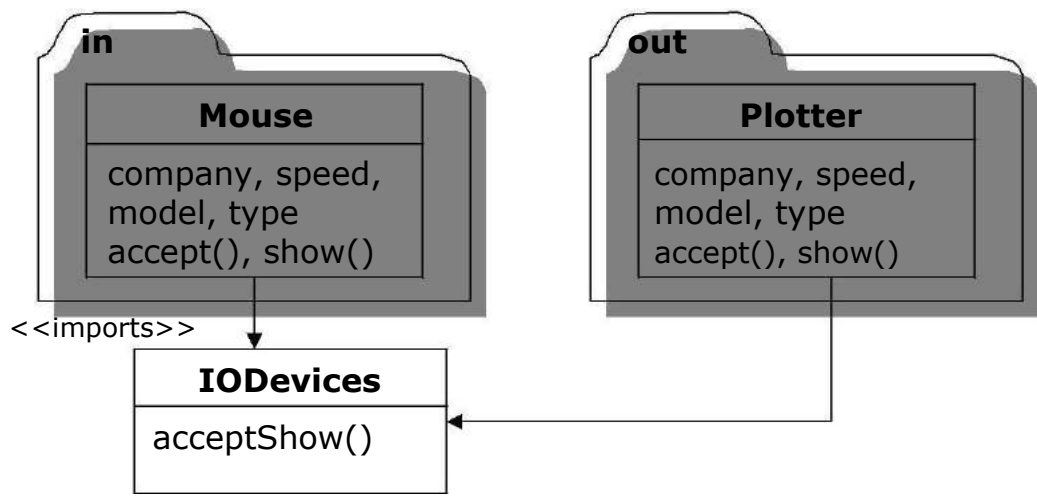 in
Mouse
company, speed,
model, type
accept(), show()
out
Plotter
company, speed,
model, type
accept(), show()
<<imports>>
IODevices
acceptShow()